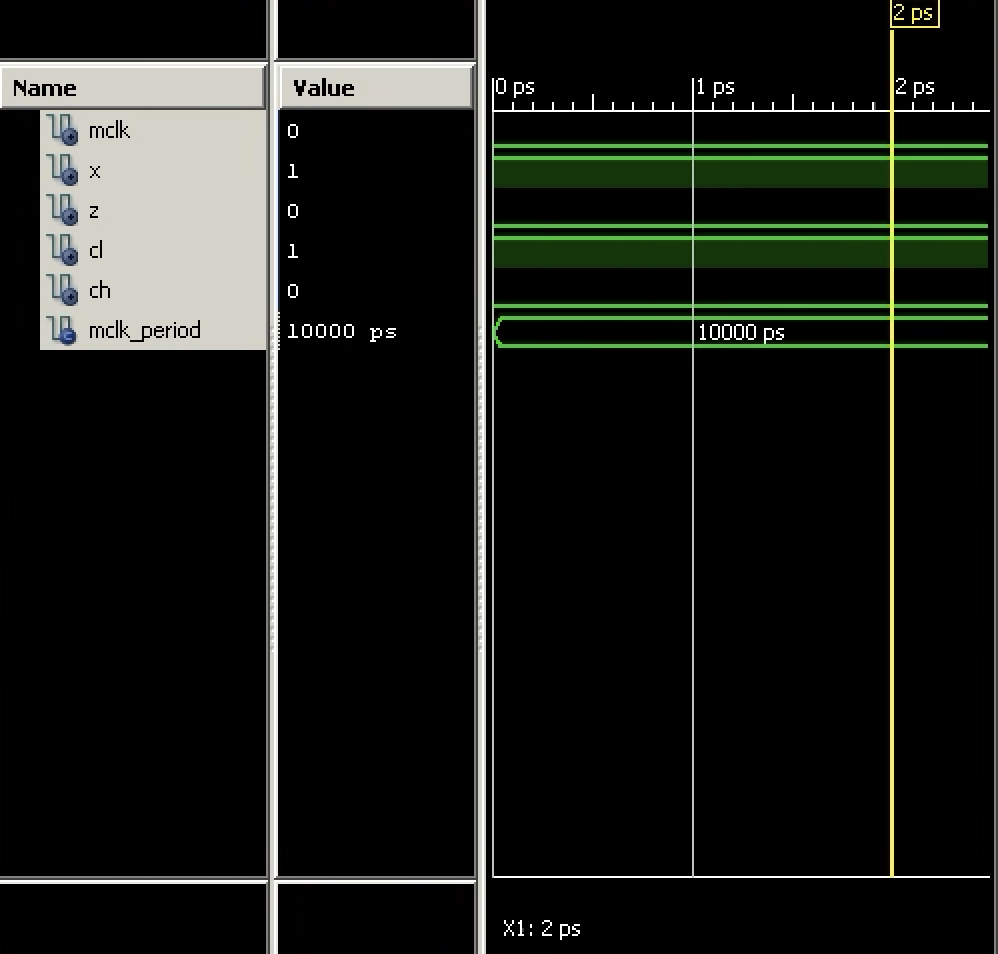 2 ps
Name Value 0 ps 1 ps 2 ps
mclk 0
x 1
z 0
cl 1
ch 0
mclk_period 10000 ps 10000 ps
X1: 2 ps